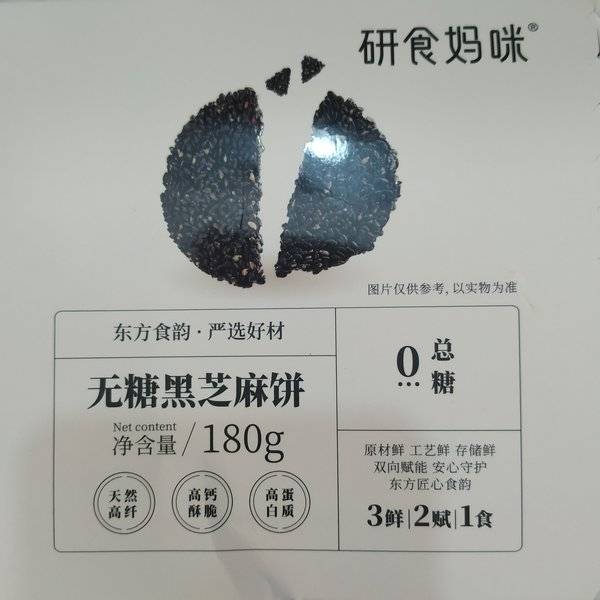 研食妈咪®
图片仅供参考，以实物为准
东方食韵·严选好材
无糖黑芝麻饼
Net content
净含量/180g
天然
高纤
高钙
酥脆
高蛋
白质
0总糖
原材鲜 工艺鲜 存储鲜
双向赋能 安心守护
东方匠心食韵
3鲜|2赋|1食